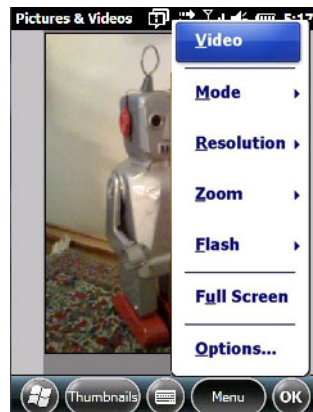 Pictures & Videos 5:17
Video
Mode
Resolution
Zoom
Flash
Full Screen
Options...
Thumbnails Menu OK